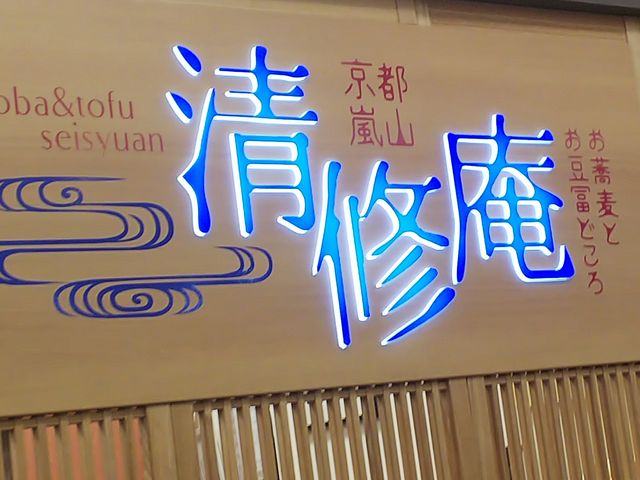 oba&tofu
seisyuan
清修庵
京都
嵐山
お蕎麦と
お豆冨どころ